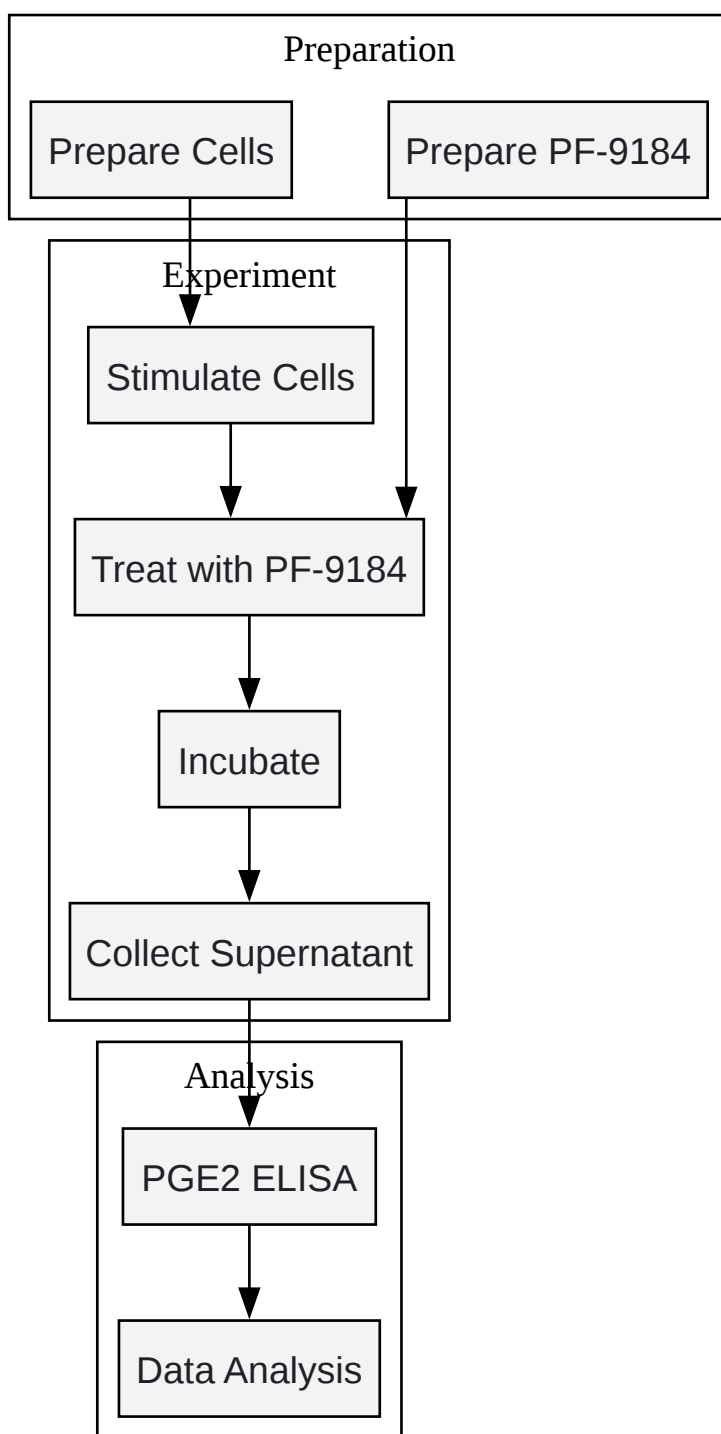 Preparation
Prepare Cells
Prepare PF-9184
Experiment
Stimulate Cells
Treat with PF-9184
Incubate
Collect Supernatant
Analysis
PGE2 ELISA
Data Analysis